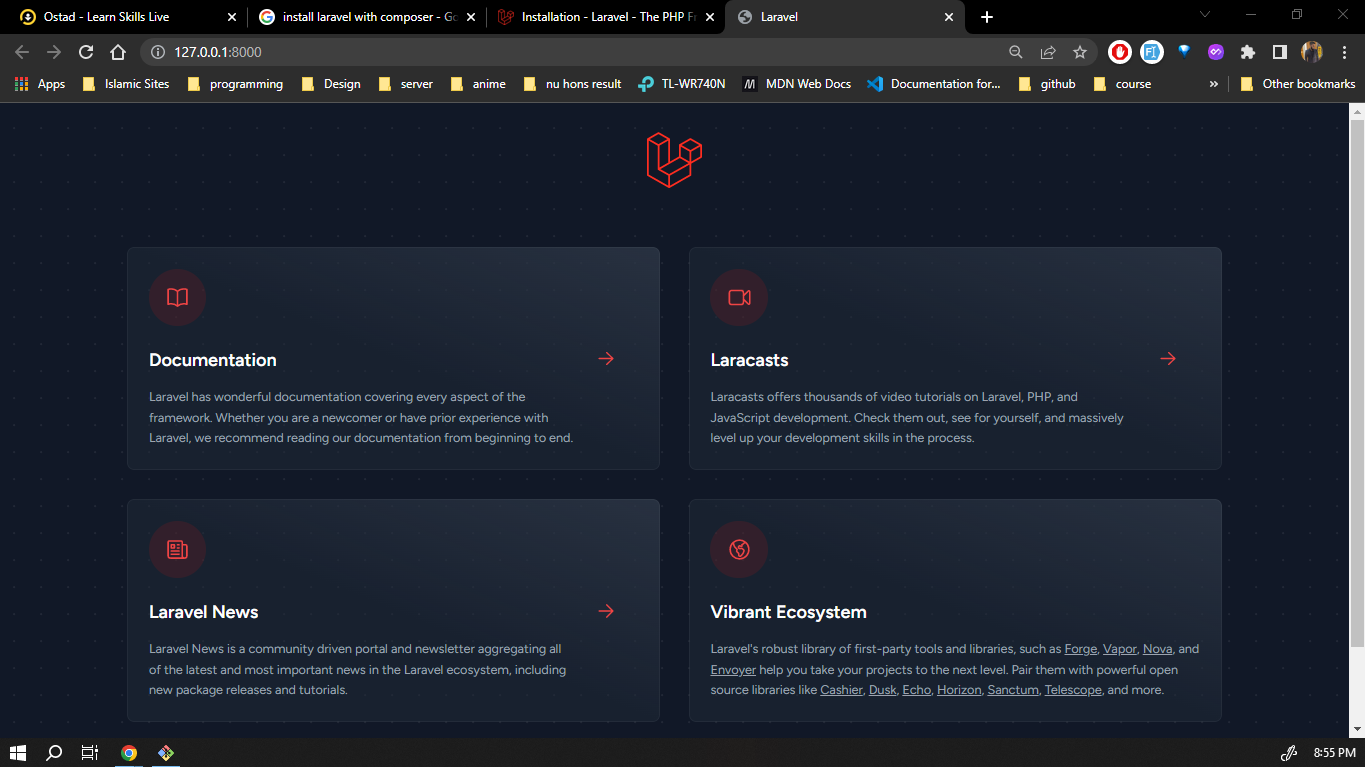 Ostad - Learn Skills Live
install laravel with composer - Go
Installation - Laravel - The PHP Fr
Laravel
127.0.0.1:8000
Apps
Islamic Sites
programming
Design
server
anime
nu hons result
TL-WR740N
MDN Web Docs
Documentation for...
github
course
»
Other bookmarks
Documentation
Laravel has wonderful documentation covering every aspect of the
framework. Whether you are a newcomer or have prior experience with
Laravel, we recommend reading our documentation from beginning to end.
Laracasts
Laracasts offers thousands of video tutorials on Laravel, PHP, and
JavaScript development. Check them out, see for yourself, and massively
level up your development skills in the process.
Laravel News
Laravel News is a community driven portal and newsletter aggregating all
of the latest and most important news in the Laravel ecosystem, including
new package releases and tutorials.
Vibrant Ecosystem
Laravel's robust library of first-party tools and libraries, such as Forge, Vapor, Nova, and
Envoyer help you take your projects to the next level. Pair them with powerful open
source libraries like Cashier, Dusk, Echo, Horizon, Sanctum, Telescope, and more.
8:55 PM